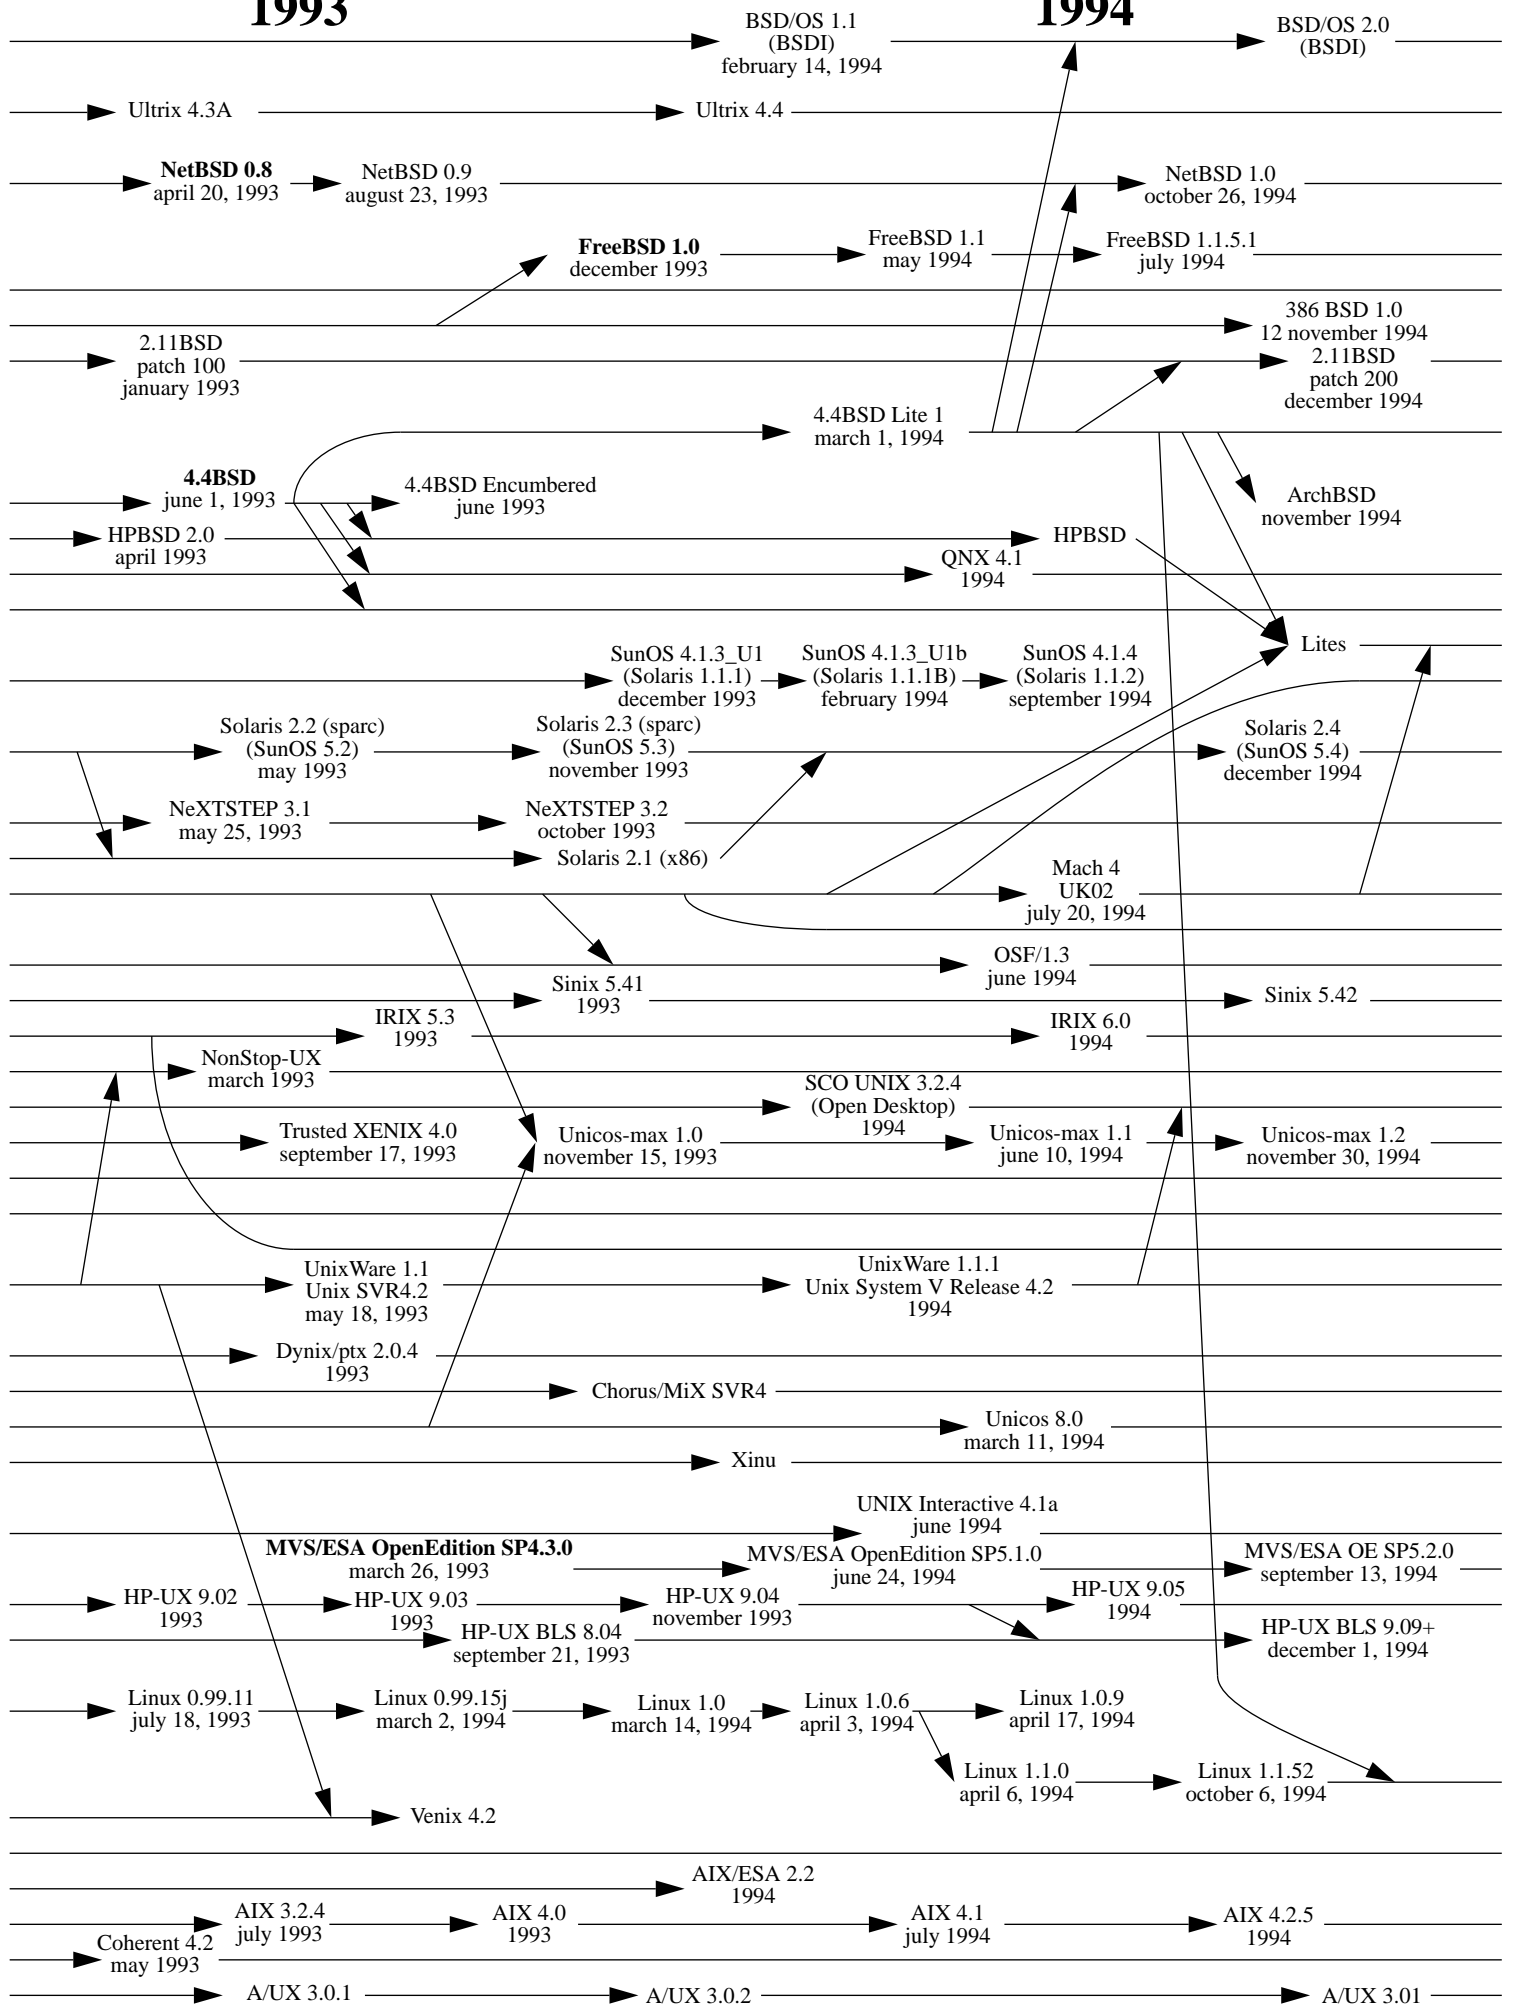 1993
1994
BSD/OS 1.1
(BSDI)
february 14, 1994
BSD/OS 2.0
(BSDI)
Ultrix 4.3A
Ultrix 4.4
NetBSD 0.8
april 20, 1993
NetBSD 0.9
august 23, 1993
NetBSD 1.0
october 26, 1994
FreeBSD 1.0
december 1993
FreeBSD 1.1
may 1994
FreeBSD 1.1.5.1
july 1994
386 BSD 1.0
12 november 1994
2.11BSD
patch 100
january 1993
2.11BSD
patch 200
december 1994
4.4BSD Lite 1
march 1, 1994
4.4BSD
june 1, 1993
4.4BSD Encumbered
june 1993
ArchBSD
november 1994
HPBSD 2.0
april 1993
HPBSD
QNX 4.1
1994
Lites
SunOS 4.1.3_U1
(Solaris 1.1.1)
december 1993
SunOS 4.1.3_U1b
(Solaris 1.1.1B)
february 1994
SunOS 4.1.4
(Solaris 1.1.2)
september 1994
Solaris 2.2 (sparc)
(SunOS 5.2)
may 1993
Solaris 2.3 (sparc)
(SunOS 5.3)
november 1993
Solaris 2.4
(SunOS 5.4)
december 1994
NeXTSTEP 3.1
may 25, 1993
NeXTSTEP 3.2
october 1993
Solaris 2.1 (x86)
Mach 4
UK02
july 20, 1994
OSF/1.3
june 1994
Sinix 5.41
1993
Sinix 5.42
IRIX 5.3
1993
IRIX 6.0
1994
NonStop-UX
march 1993
SCO UNIX 3.2.4
(Open Desktop)
1994
Trusted XENIX 4.0
september 17, 1993
Unicos-max 1.0
november 15, 1993
Unicos-max 1.1
june 10, 1994
Unicos-max 1.2
november 30, 1994
UnixWare 1.1
Unix SVR4.2
may 18, 1993
UnixWare 1.1.1
Unix System V Release 4.2
1994
Dynix/ptx 2.0.4
1993
Chorus/MiX SVR4
Unicos 8.0
march 11, 1994
Xinu
UNIX Interactive 4.1a
june 1994
MVS/ESA OpenEdition SP4.3.0
march 26, 1993
MVS/ESA OpenEdition SP5.1.0
june 24, 1994
MVS/ESA OE SP5.2.0
september 13, 1994
HP-UX 9.02
1993
HP-UX 9.03
1993
HP-UX 9.04
november 1993
HP-UX 9.05
1994
HP-UX BLS 8.04
september 21, 1993
HP-UX BLS 9.09+
december 1, 1994
Linux 0.99.11
july 18, 1993
Linux 0.99.15j
march 2, 1994
Linux 1.0
march 14, 1994
Linux 1.0.6
april 3, 1994
Linux 1.0.9
april 17, 1994
Linux 1.1.0
april 6, 1994
Linux 1.1.52
october 6, 1994
Venix 4.2
AIX/ESA 2.2
1994
AIX 3.2.4
july 1993
AIX 4.0
1993
AIX 4.1
july 1994
AIX 4.2.5
1994
Coherent 4.2
may 1993
A/UX 3.0.1
A/UX 3.0.2
A/UX 3.01